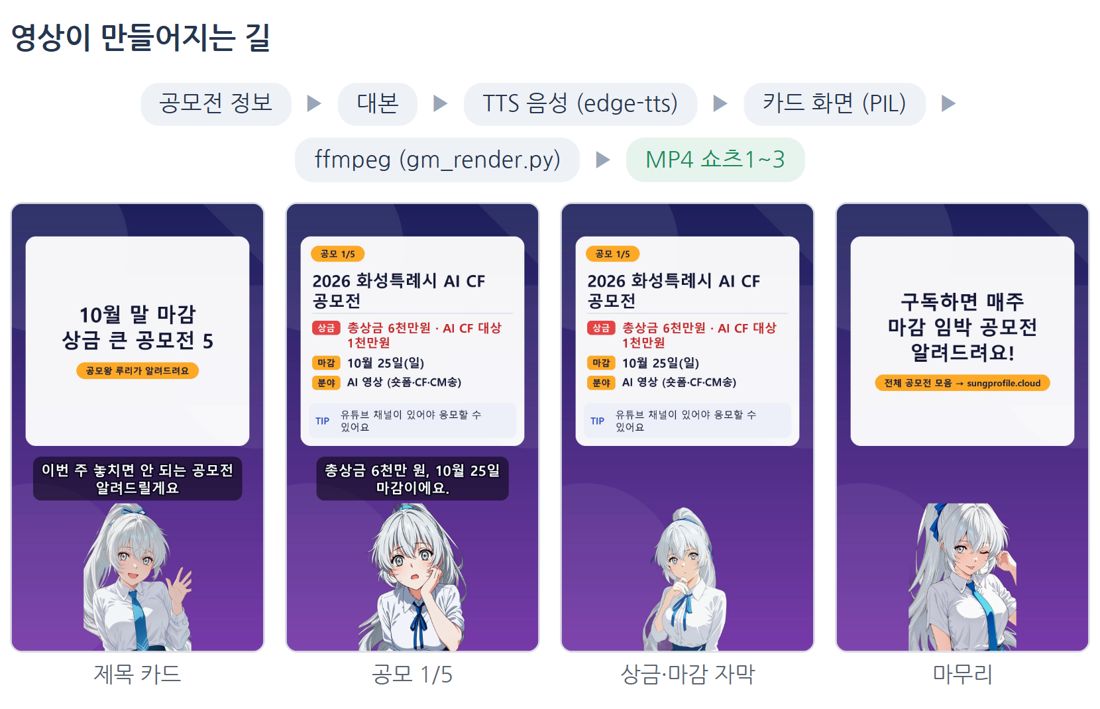 영상이 만들어지는 길
공모전 정보 ▶ 대본 ▶ TTS 음성 (edge-tts) ▶ 카드 화면 (PIL) ▶
ffmpeg (gm_render.py) ▶ MP4 쇼츠1~3
10월 말 마감
상금 큰 공모전 5
공모왕 루리가 알려드려요
이번 주 놓치면 안 되는 공모전
알려드릴게요
제목 카드
공모 1/5
2026 화성특례시 AI CF
공모전
상금 총상금 6천만원 · AI CF 대상
1천만원
마감 10월 25일(일)
분야 AI 영상 (숏폼·CF·CM송)
TIP 유튜브 채널이 있어야 응모할 수
있어요
총상금 6천만 원, 10월 25일
마감이에요.
공모 1/5
공모 1/5
2026 화성특례시 AI CF
공모전
상금 총상금 6천만원 · AI CF 대상
1천만원
마감 10월 25일(일)
분야 AI 영상 (숏폼·CF·CM송)
TIP 유튜브 채널이 있어야 응모할 수
있어요
상금·마감 자막
구독하면 매주
마감 임박 공모전
알려드려요!
전체 공모전 모음 → sungprofile.cloud
마무리